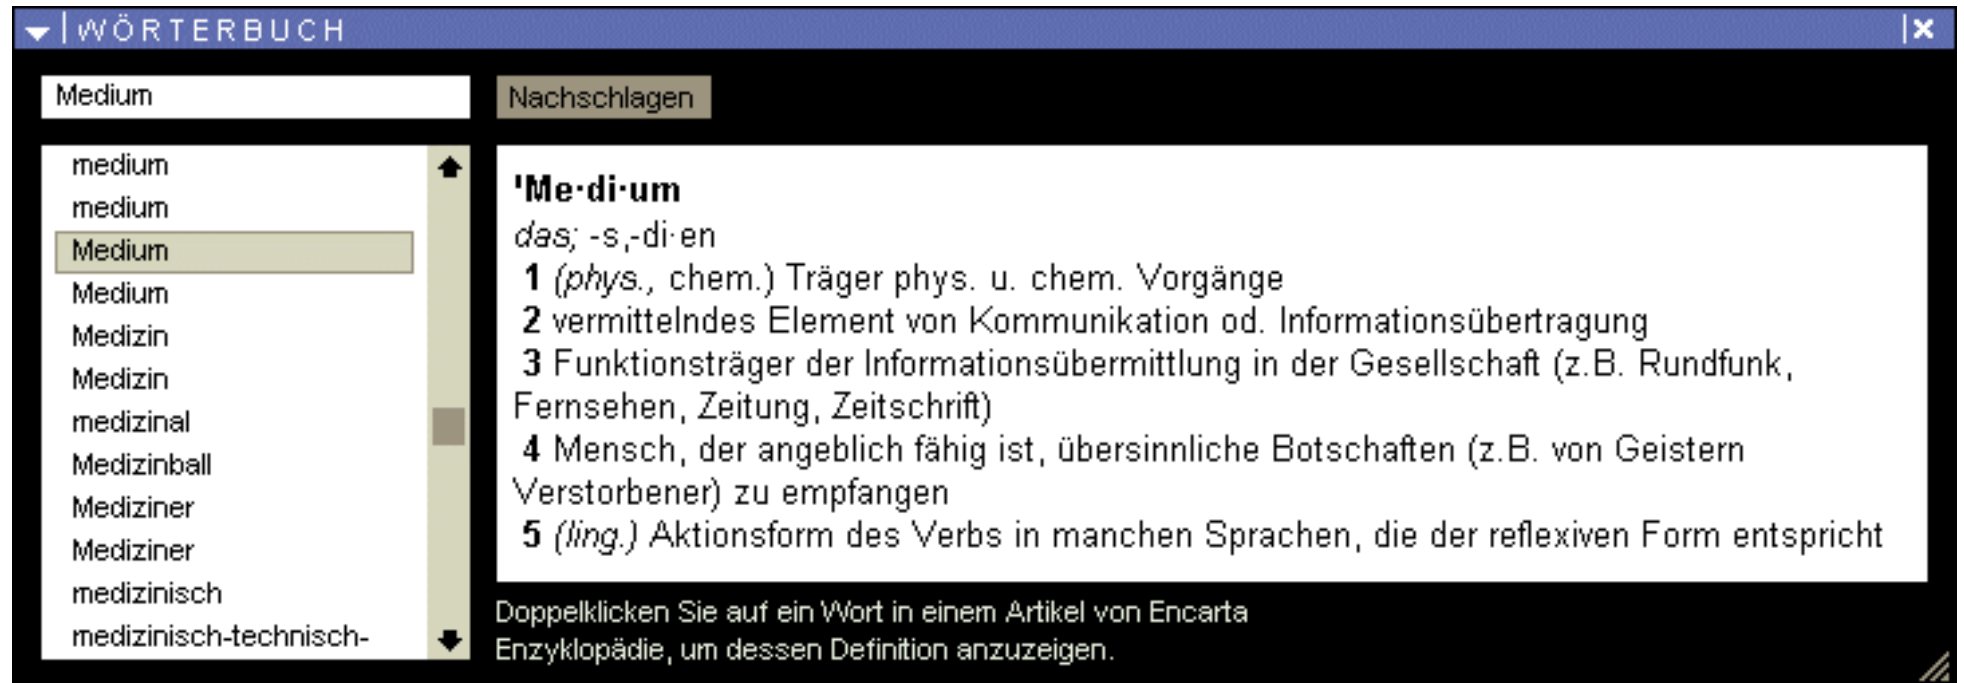 WÖRTERBUCH
Medium
Nachschlagen
medium
medium
Medium
Medium
Medizin
Medizin
medizinal
Medizinball
Mediziner
Mediziner
medizinisch
medizinisch-technisch-
'Me·di·um
das; -s,-di·en
1 (phys., chem.) Träger phys. u. chem. Vorgänge
2 vermittelndes Element von Kommunikation od. Informationsübertragung
3 Funktionsträger der Informationsübermittlung in der Gesellschaft (z.B. Rundfunk,
Fernsehen, Zeitung, Zeitschrift)
4 Mensch, der angeblich fähig ist, übersinnliche Botschaften (z.B. von Geistern
Verstorbener) zu empfangen
5 (ling.) Aktionsform des Verbs in manchen Sprachen, die der reflexiven Form entspricht
Doppelklicken Sie auf ein Wort in einem Artikel von Encarta
Enzyklopädie, um dessen Definition anzuzeigen.